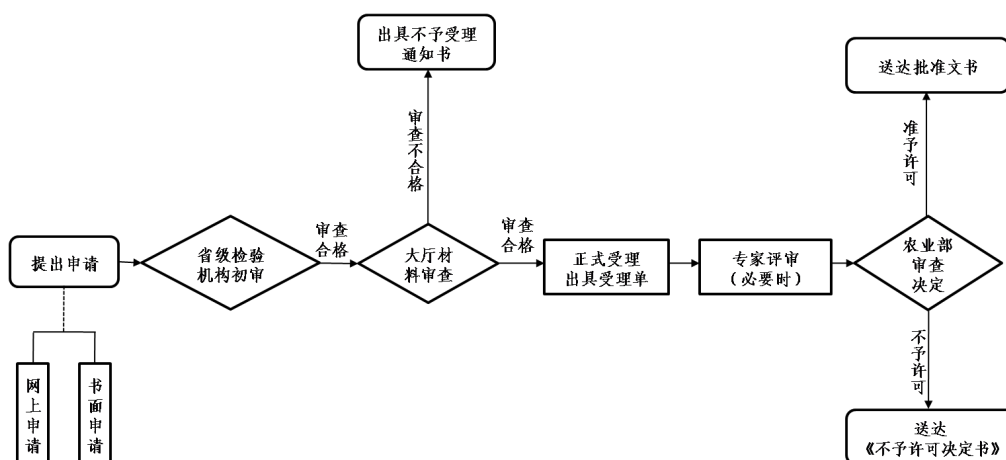 提出申请
网上申请
书面申请
省级检验
机构初审
审查
合格
大厅材
料审查
审查不合格
出具不予受理
通知书
审查
合格
正式受理
出具受理单
专家评审
（必要时）
农业部
审查
决定
准予许可
送达批准文书
不予许可
送达
《不予许可决定书》